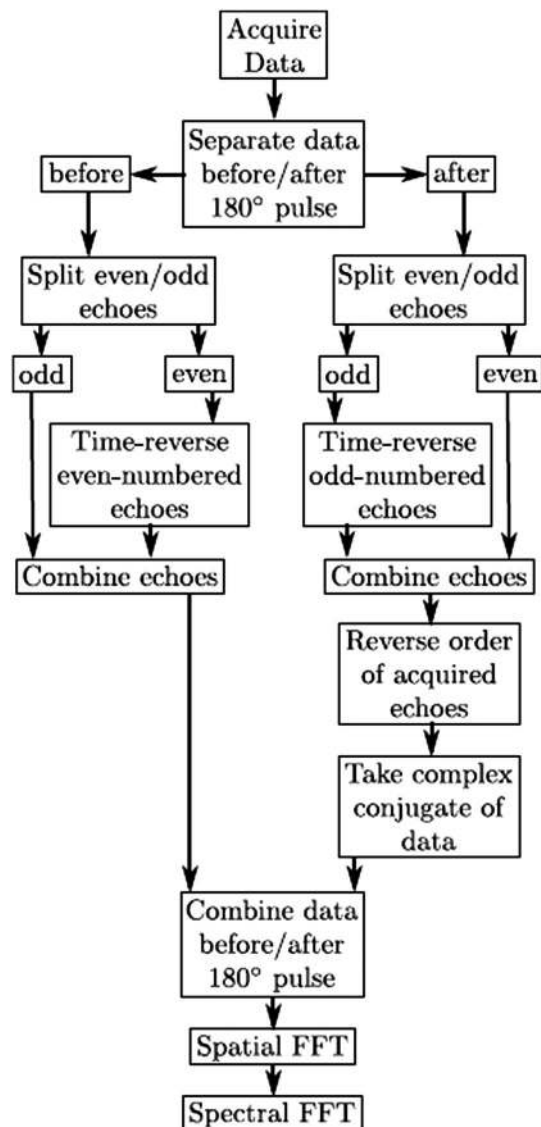 Acquire
Data
Separate data
before/after
180° pulse
before
after
Split even/odd
echoes
Split even/odd
echoes
odd
even
odd
even
Time-reverse
even-numbered
echoes
Time-reverse
odd-numbered
echoes
Combine echoes
Combine echoes
Reverse order
of acquired
echoes
Take complex
conjugate of
data
Combine data
before/after
180° pulse
Spatial FFT
Spectral FFT